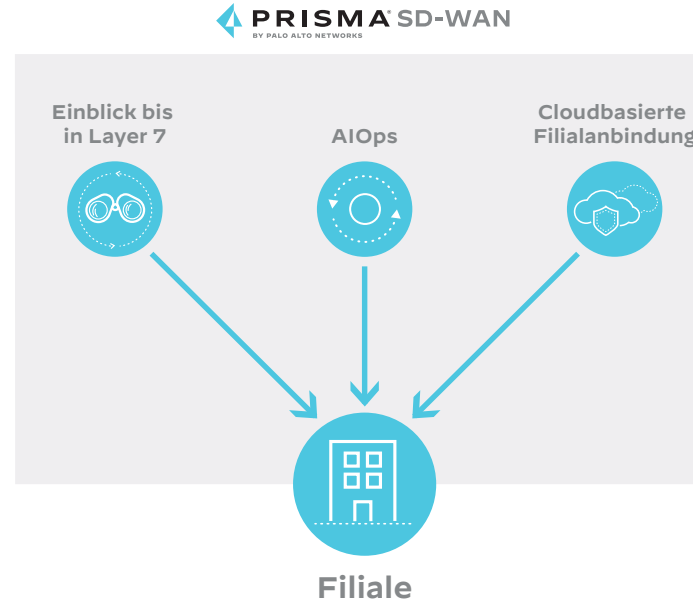 PRISMA® SD-WAN
BY PALO ALTO NETWORKS
Einblick bis
in Layer 7
AIOps
Cloudbasierte
Filialanbindung
Filiale